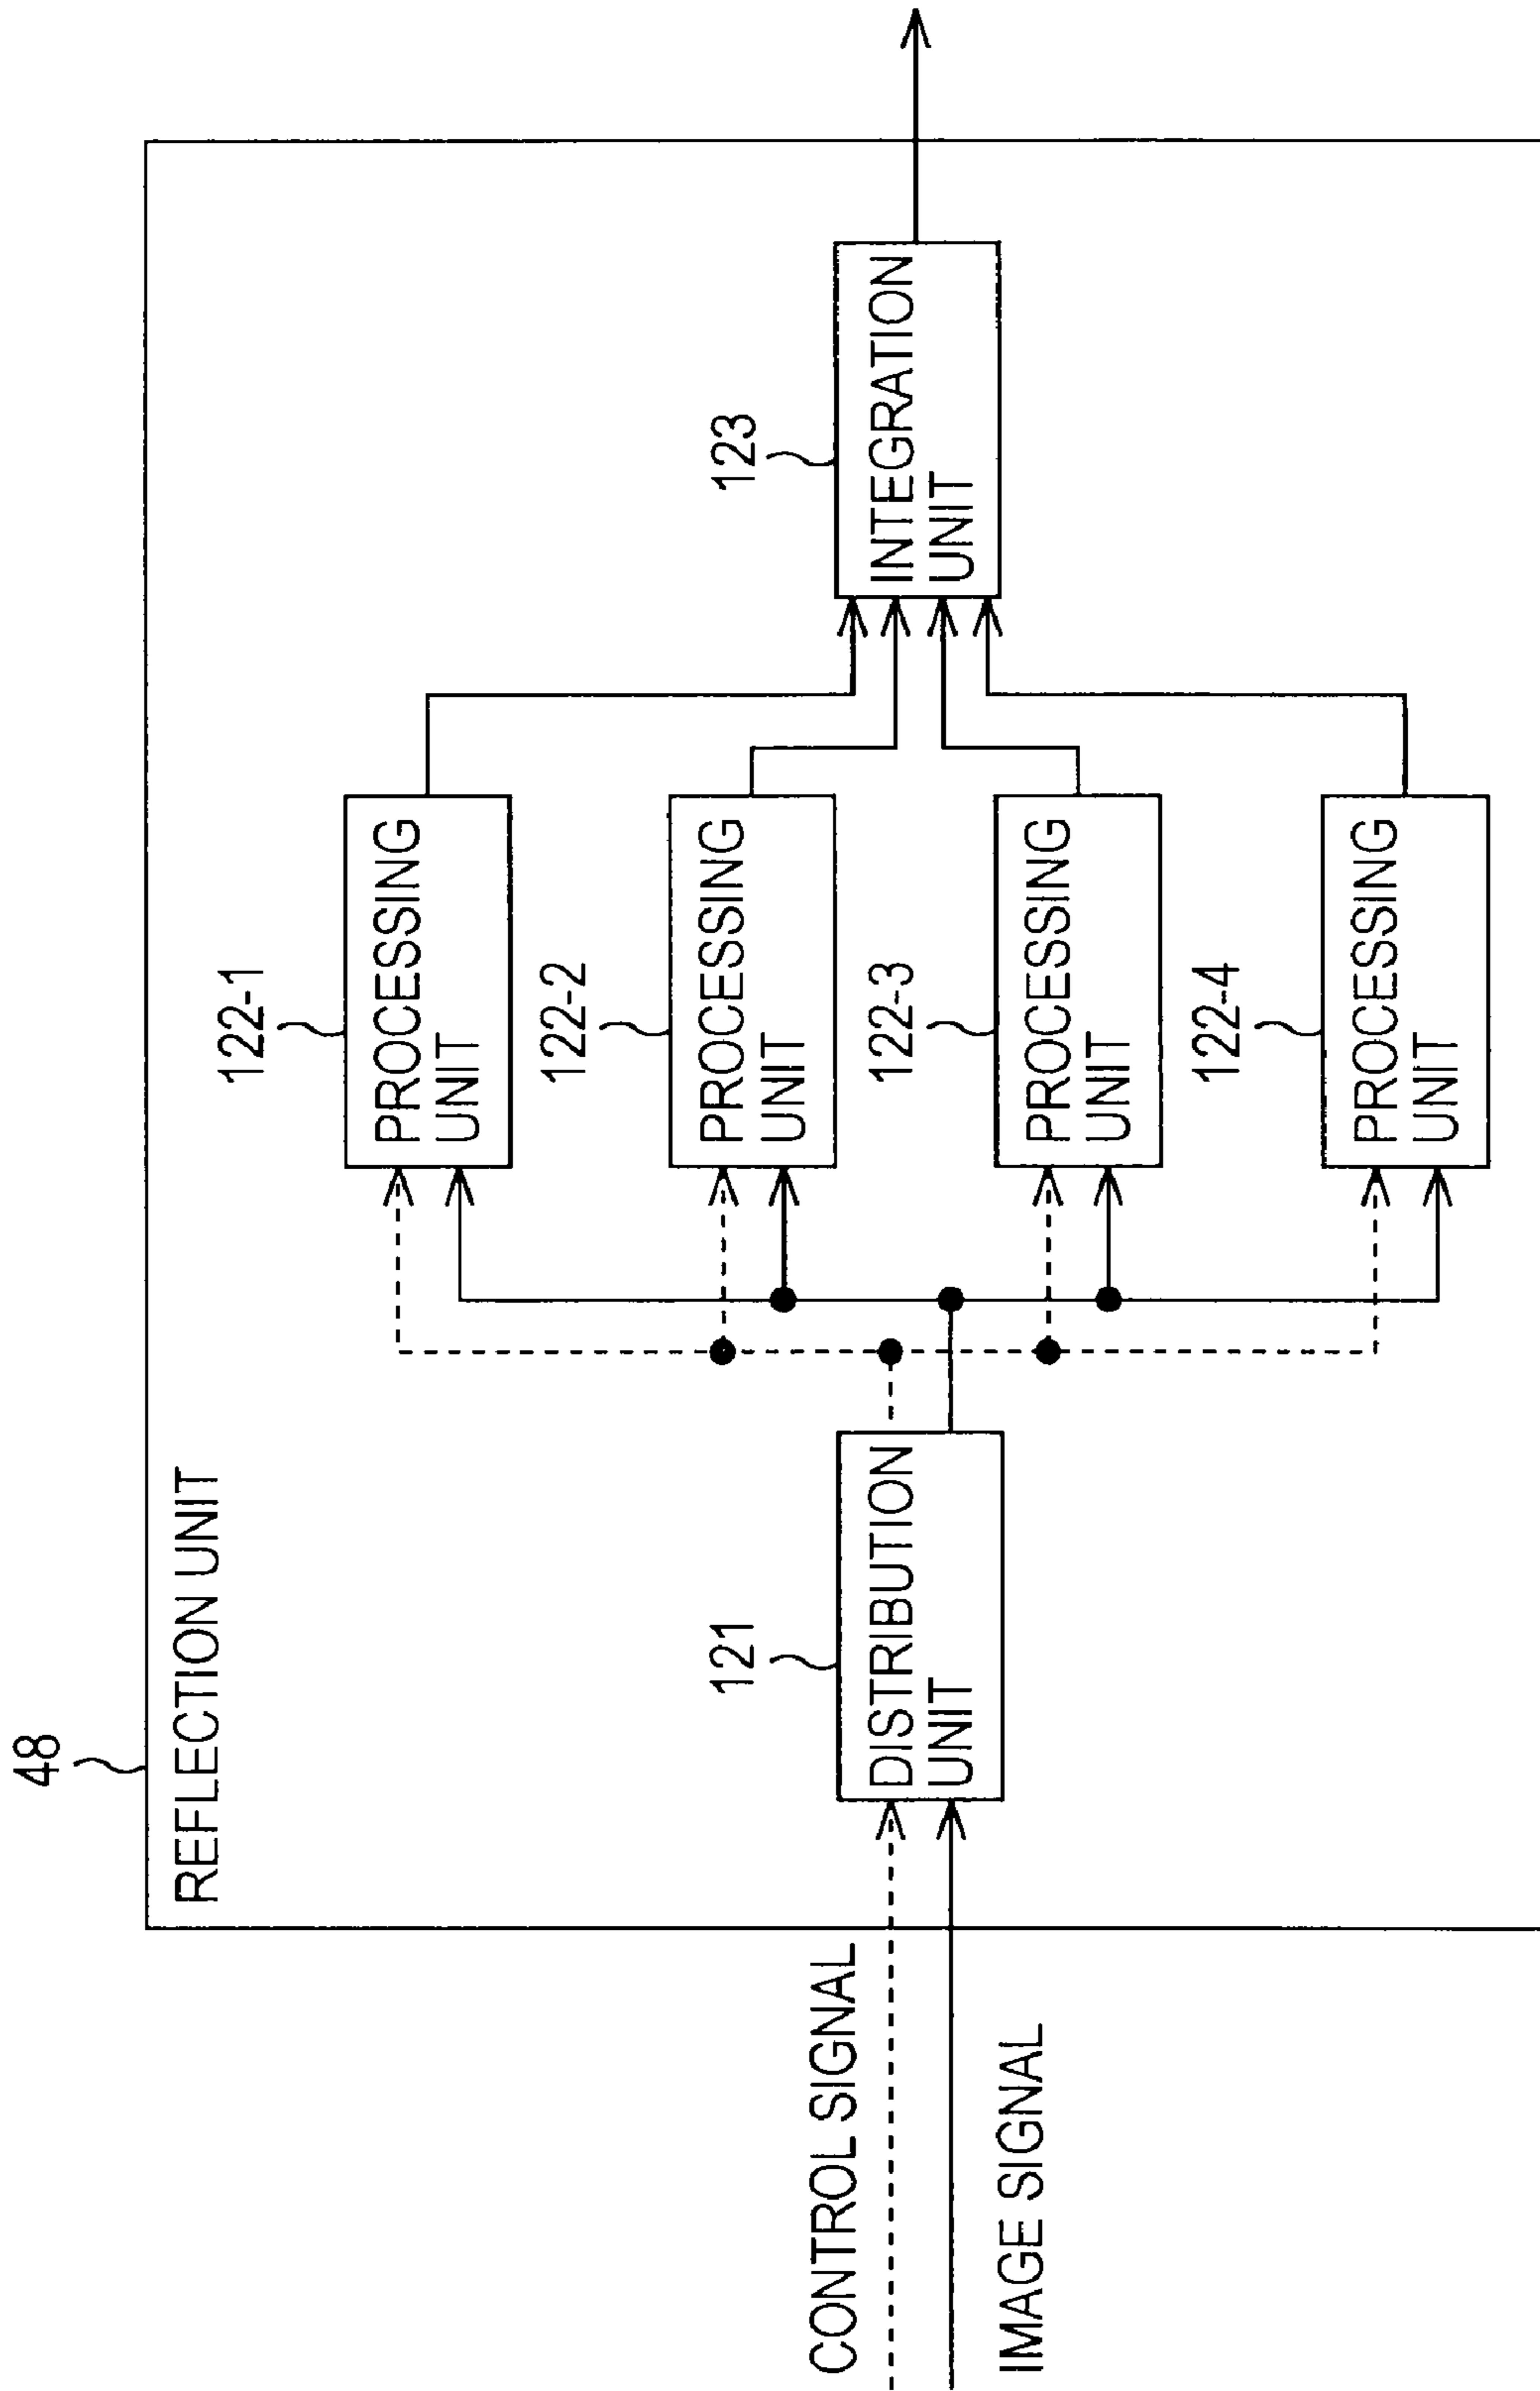 48
REFLECTION UNIT
CONTROL SIGNAL
IMAGE SIGNAL
121
DISTRIBUTION
UNIT
122-1
PROCESSING
UNIT
122-2
PROCESSING
UNIT
122-3
PROCESSING
UNIT
122-4
PROCESSING
UNIT
123
INTEGRATION
UNIT